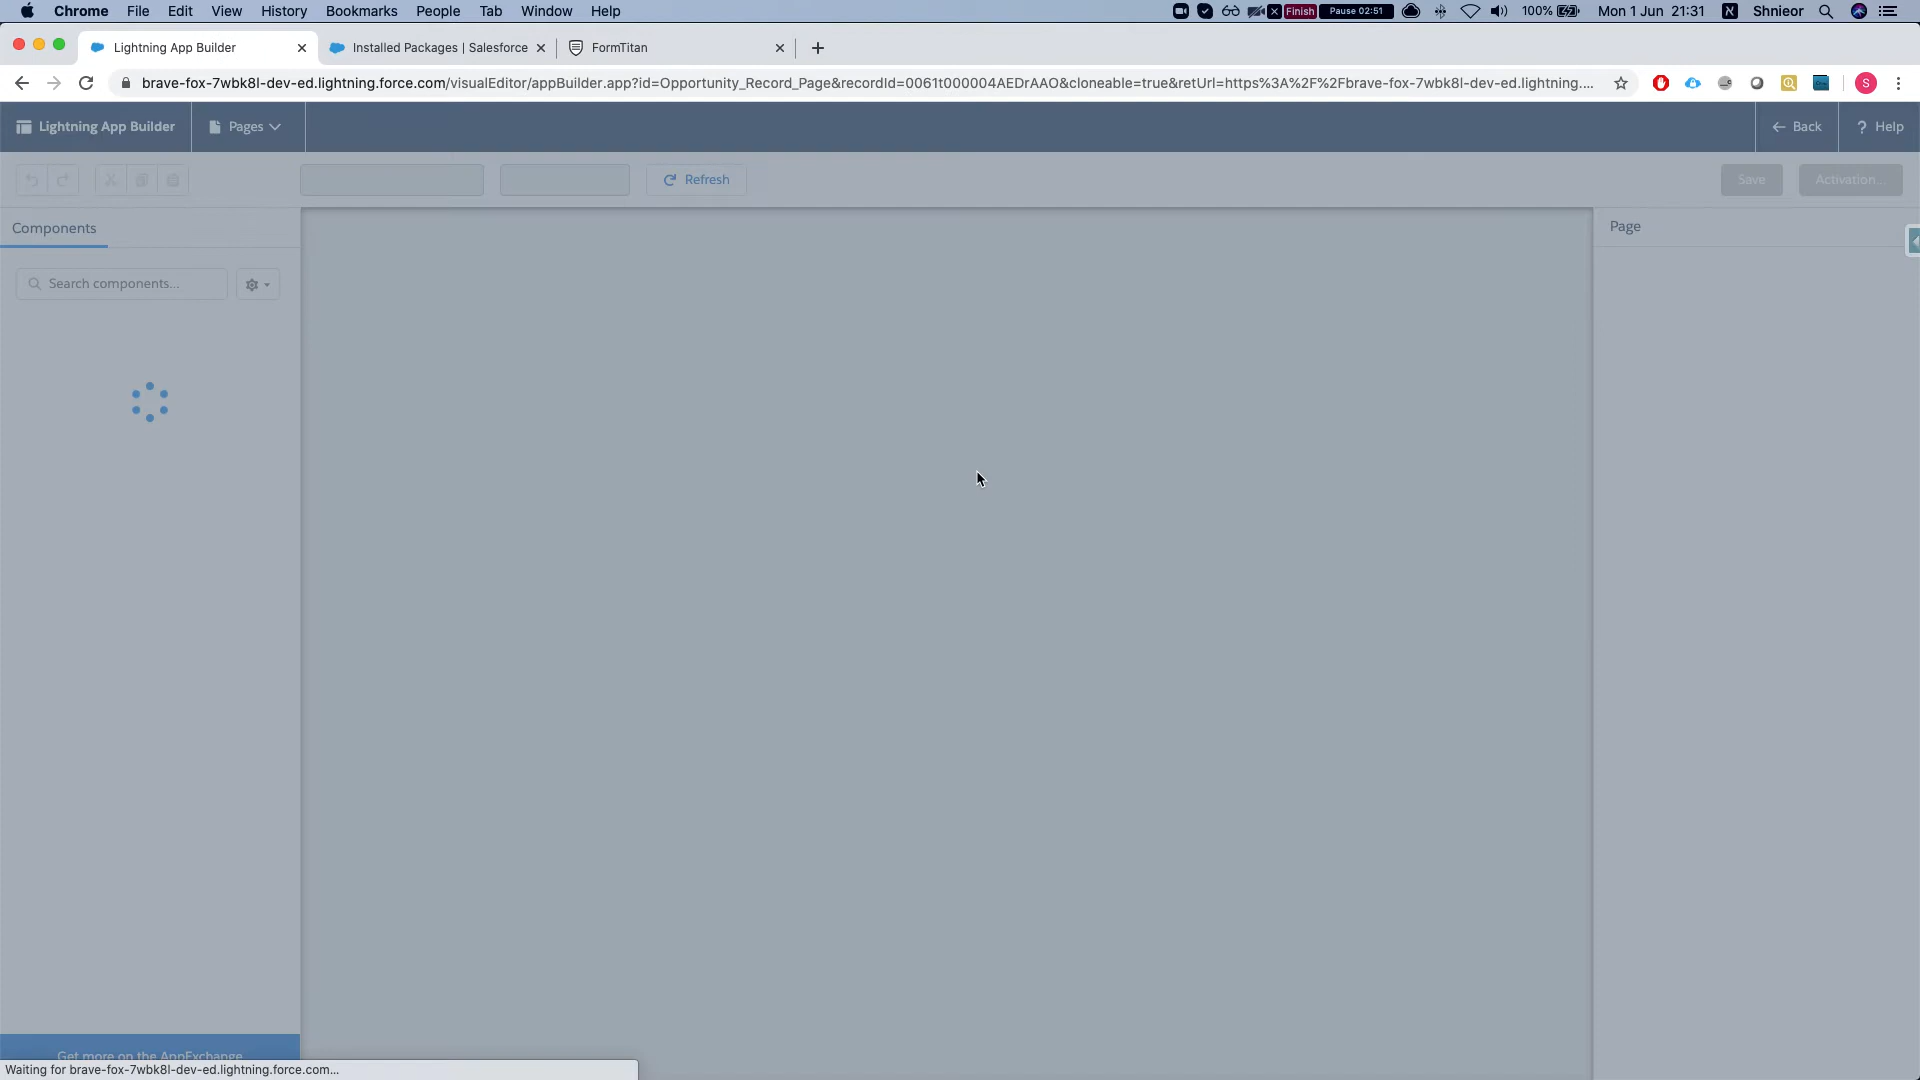 Chrome File Edit View History Bookmarks People Tab Window Help Finish Pause 02:51 100% Mon 1 Jun 21:31 א Shnieor
Lightning App Builder Installed Packages | Salesforce FormTitan
brave-fox-7wbk8l-dev-ed.lightning.force.com/visualEditor/appBuilder.app?id=Opportunity_Record_Page&recordId=0061t000004AEDrAAO&cloneable=true&retUrl=https%3A%2F%2Fbrave-fox-7wbk8l-dev-ed.lightning.... S
Lightning App Builder Pages Back ? Help
Refresh Save Activation...
Components Page
Search components...
Get more on the AppExchange
Waiting for brave-fox-7wbk8l-dev-ed.lightning.force.com...